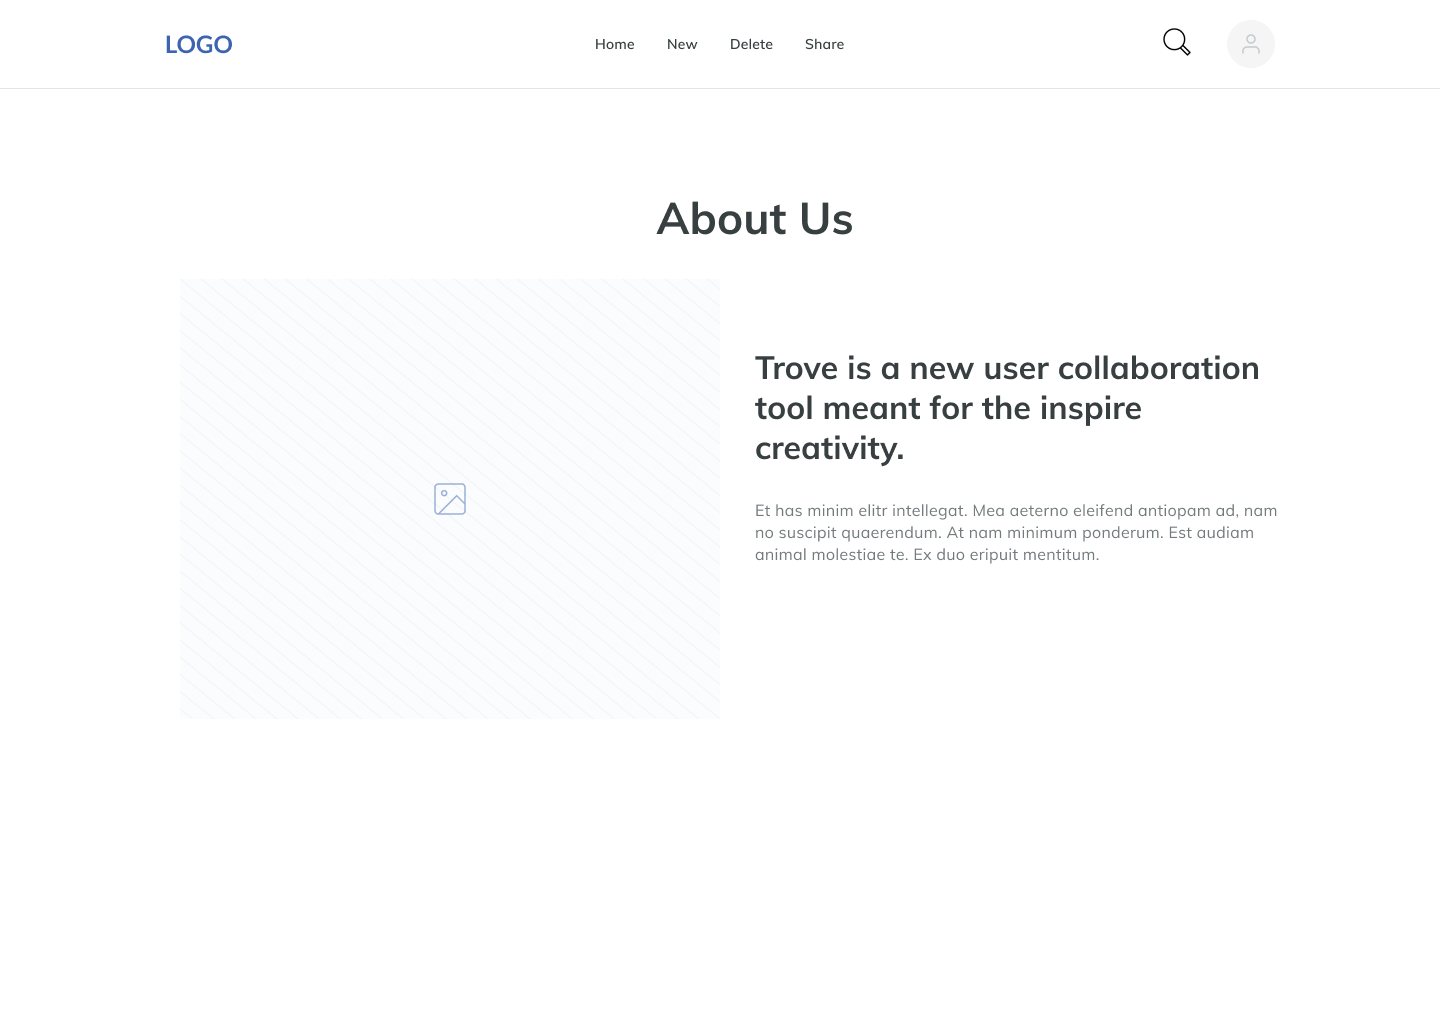 LOGO
Home New Delete Share
About Us
Trove is a new user collaboration
tool meant for the inspire
creativity.
Et has minim elitr intellegat. Mea aeterno eleifend antiopam ad, nam
no suscipit quaerendum. At nam minimum ponderum. Est audiam
animal molestiae te. Ex duo eripuit mentitum.